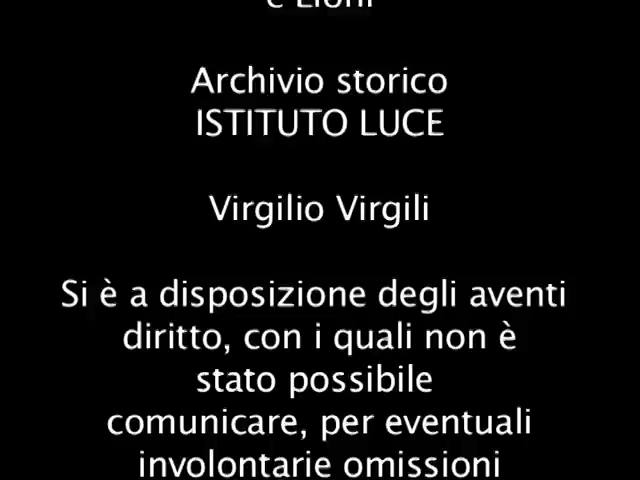 e Lioni
Archivio storico
ISTITUTO LUCE
Virgilio Virgili
Si è a disposizione degli aventi
diritto, con i quali non è
stato possibile
comunicare, per eventuali
involontarie omissioni